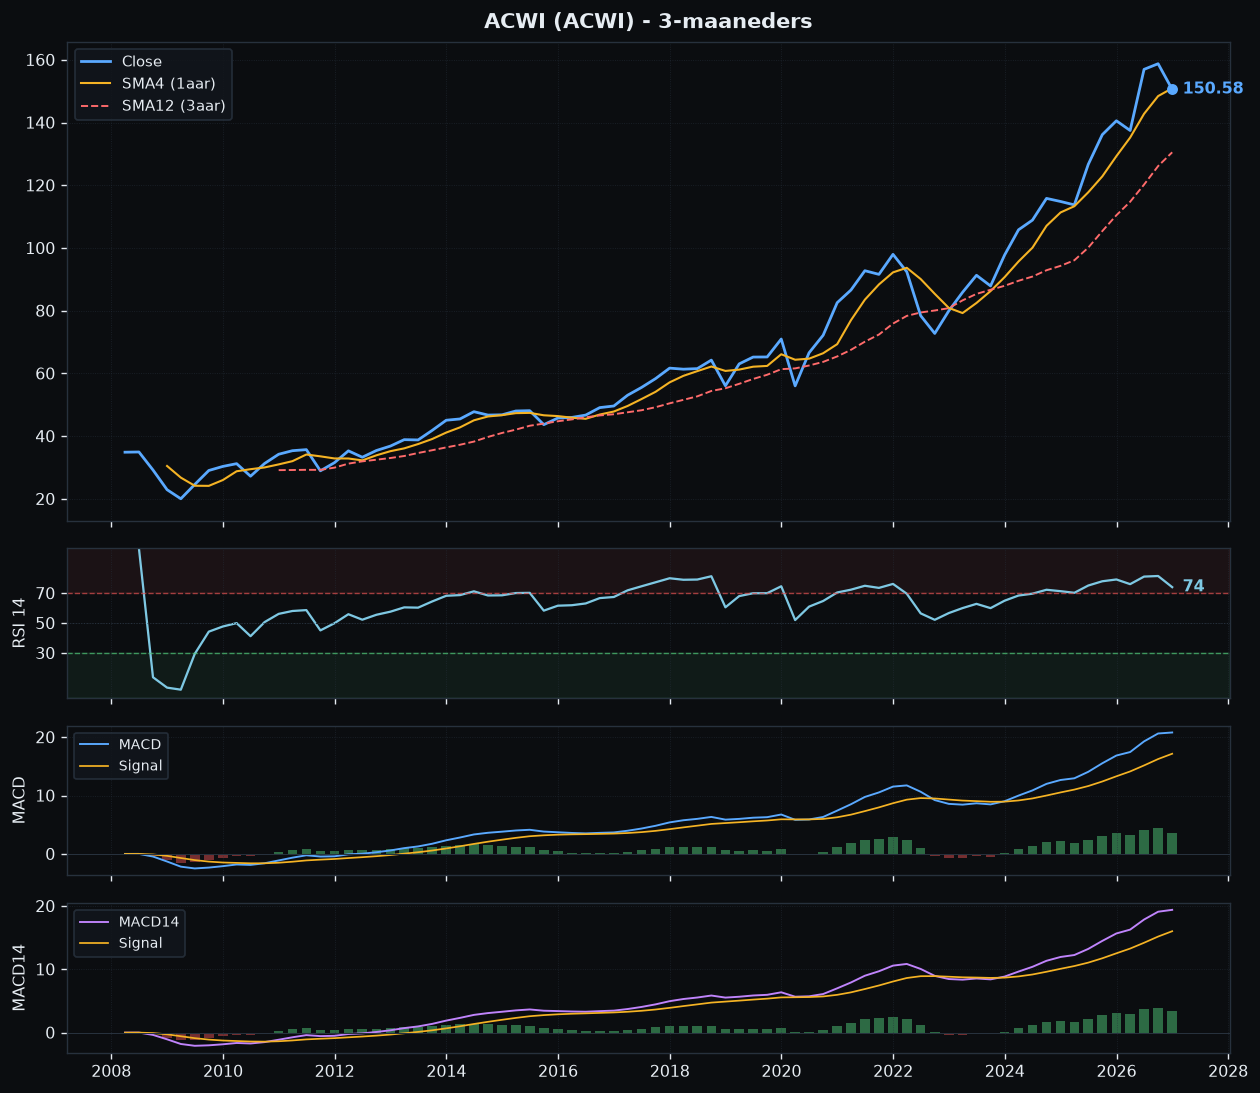 ACWI (ACWI) - 3-maaneders
Close
SMA4 (1aar)
SMA12 (3aar)
160
140
120
100
80
60
40
20
150.58
RSI 14
70
50
30
74
MACD
20
10
0
MACD
Signal
MACD14
20
10
0
MACD14
Signal
2008 2010 2012 2014 2016 2018 2020 2022 2024 2026 2028